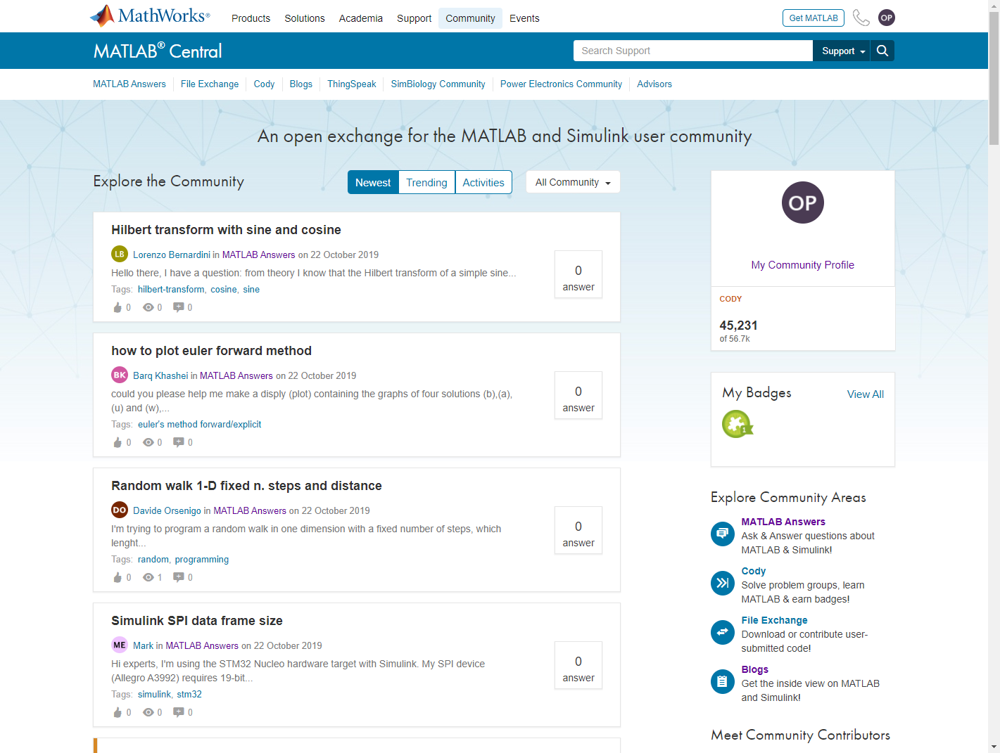 MathWorks®
Products Solutions Academia Support Community Events
Get MATLAB
OP
MATLAB® Central
Search Support
Support
MATLAB Answers File Exchange Cody Blogs ThingSpeak SimBiology Community Power Electronics Community Advisors
An open exchange for the MATLAB and Simulink user community
Explore the Community
Newest Trending Activities
All Community
Hilbert transform with sine and cosine
LB Lorenzo Bernardini in MATLAB Answers on 22 October 2019
Hello there, I have a question: from theory I know that the Hilbert transform of a simple sine...
Tags: hilbert-transform, cosine, sine
0 0 0
0
answer
how to plot euler forward method
BK Barq Khashei in MATLAB Answers on 22 October 2019
could you please help me make a disply (plot) containing the graphs of four solutions (b),(a),
(u) and (w),...
Tags: euler's method forward/explicit
0 0 0
0
answer
Random walk 1-D fixed n. steps and distance
DO Davide Orsenigo in MATLAB Answers on 22 October 2019
I'm trying to program a random walk in one dimension with a fixed number of steps, which
lenght...
Tags: random, programming
0 1 0
0
answer
Simulink SPI data frame size
ME Mark in MATLAB Answers on 22 October 2019
Hi experts, I'm using the STM32 Nucleo hardware target with Simulink. My SPI device
(Allegro A3992) requires 19-bit...
Tags: simulink, stm32
0 0 0
0
answer
OP
My Community Profile
CODY
45,231
of 56.7k
My Badges
View All
1
Explore Community Areas
MATLAB Answers
Ask & Answer questions about
MATLAB & Simulink!
Cody
Solve problem groups, learn
MATLAB & earn badges!
File Exchange
Download or contribute user-
submitted code!
Blogs
Get the inside view on MATLAB
and Simulink!
Meet Community Contributors